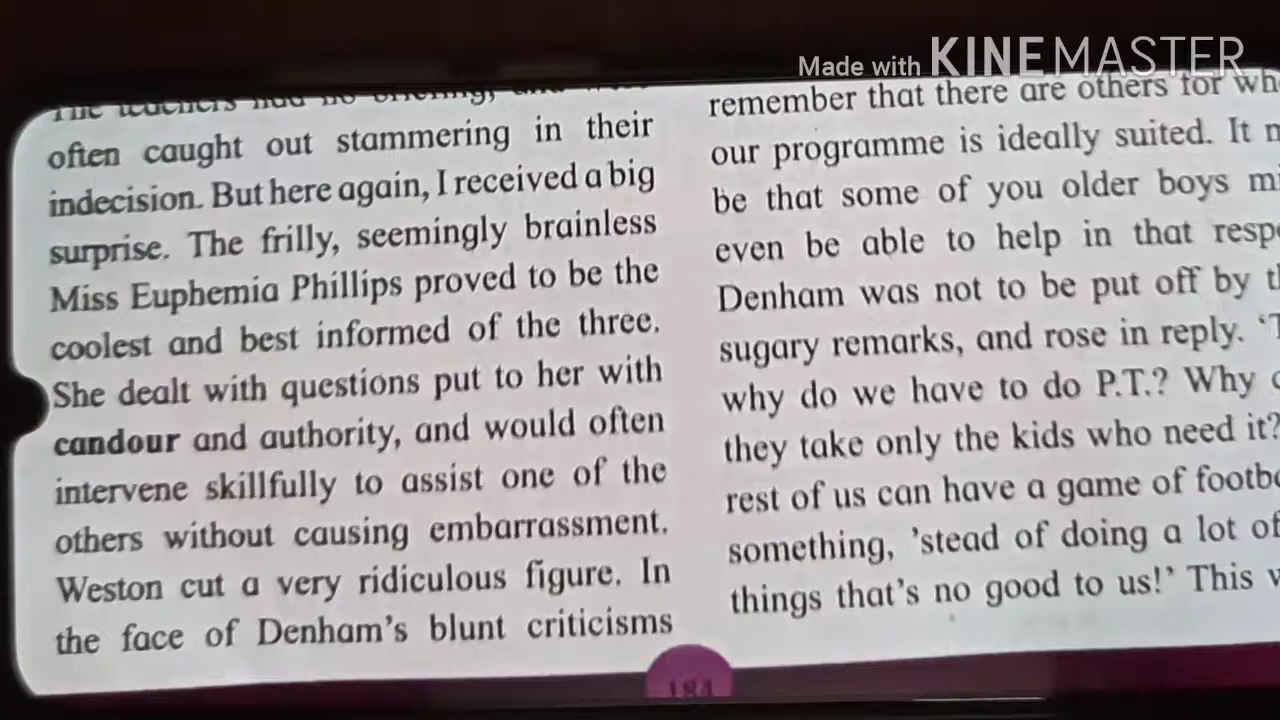 Made with KINEMASTER
often caught out stammering in their
indecision. But here again, I received a big
surprise. The frilly, seemingly brainless
Miss Euphemia Phillips proved to be the
coolest and best informed of the three.
She dealt with questions put to her with
candour and authority, and would often
intervene skillfully to assist one of the
others without causing embarrassment.
Weston cut a very ridiculous figure. In
the face of Denham's blunt criticisms
remember that there are others for
our programme is ideally suited. It
be that some of you older boys
even be able to help in that
Denham was not to be put off by
sugary remarks, and rose in reply.
why do we have to do P.T.? Why
they take only the kids who need it?
rest of us can have a game of
something, 'stead of doing a lot of
things that's no good to us!' This
184